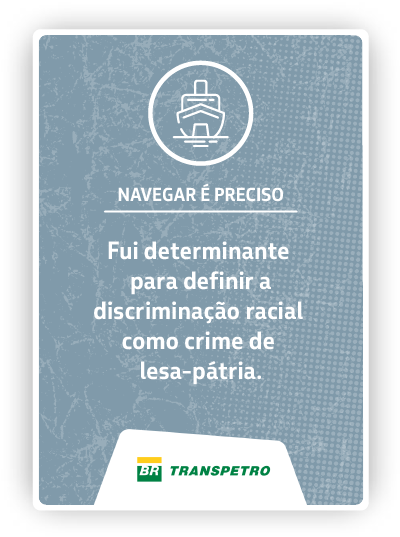 NAVEGAR É PRECISO
Fui determinante
para definir a
discriminação racial
como crime de
lesa-pátria.
BR TRANSPETRO